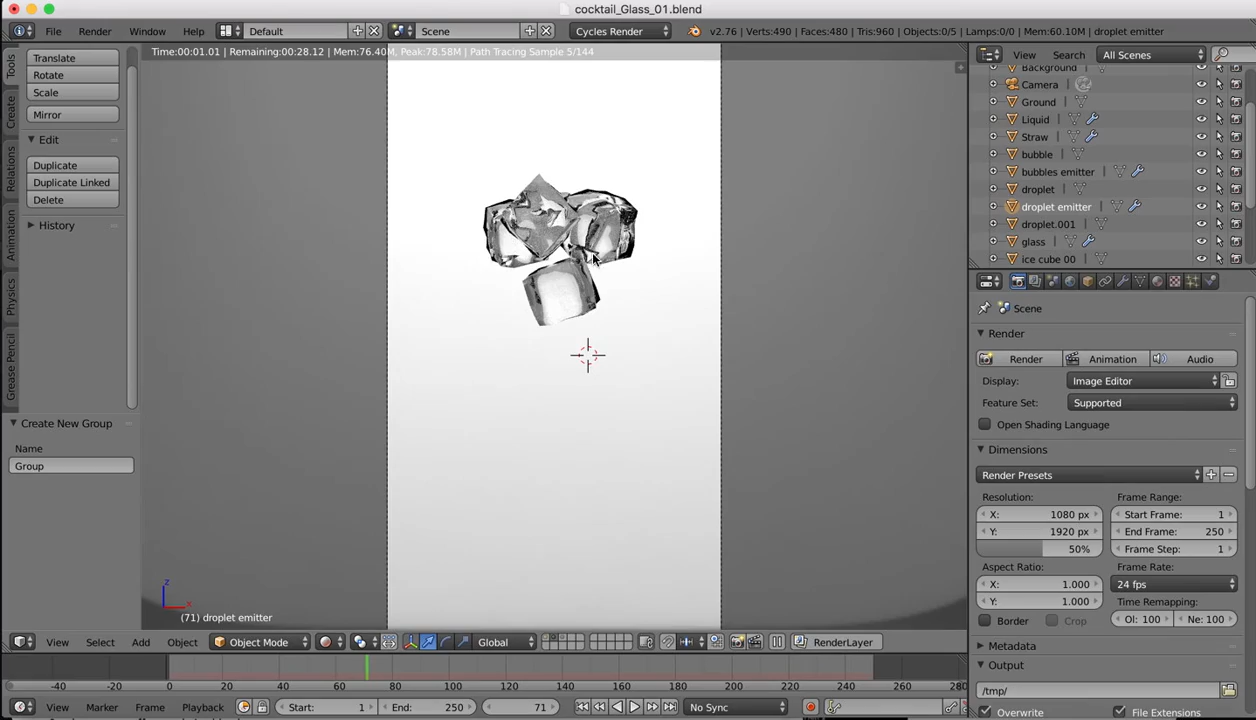 cocktail_Glass_01.blend
File Render Window Help Default Scene Cycles Render v2.76 | Verts:490 | Faces:480 | Tris:960 | Objects:0/5 | Lamps:0/0 | Mem:60.10M | droplet emitter
Time:00:01.01 | Remaining:00:28.12 | Mem:76.40M, Peak:78.58M | Path Tracing Sample 5/144
View Search All Scenes
Tools
Create
Relations
Animation
Physics
Grease Pencil
Translate
Rotate
Scale
Mirror
Edit
Duplicate
Duplicate Linked
Delete
History
Create New Group
Name
Group
Background
Camera
Ground
Liquid
Straw
bubble
bubbles emitter
droplet
droplet emitter
droplet.001
glass
ice cube 00
Scene
Render
Render Animation Audio
Display: Image Editor
Feature Set: Supported
Open Shading Language
Dimensions
Render Presets
Resolution: Frame Range:
X: 1080 px Start Frame: 1
Y: 1920 px End Frame: 250
50% Frame Step: 1
Aspect Ratio: Frame Rate:
X: 1.000 24 fps
Y: 1.000 Time Remapping:
Border Crop Ol: 100 Ne: 100
Metadata
Output
/tmp/
Overwrite File Extensions
z
x
(71) droplet emitter
View Select Add Object Object Mode Global RenderLayer
-40 -20 0 20 40 60 80 100 120 140 160 180 200 220 240 260 280
View Marker Frame Playback Start: 1 End: 250 71 No Sync